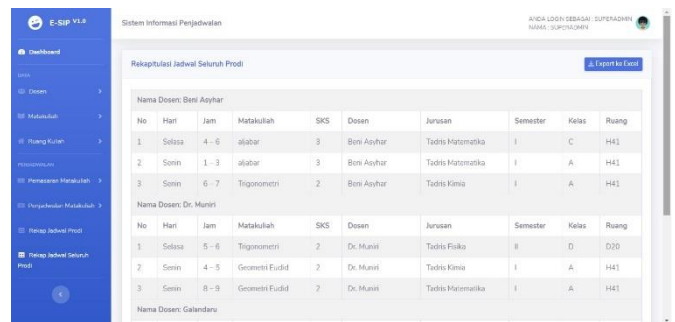 E-SIP V1.0
Sistem Informasi Penjadwalan
ANDA LOGIN SEBAGAI : SUPERADMIN
NAMA : SUPERADMIN
Dashboard
DATA
Dosen
Matakuliah
Ruang Kuliah
PENJADWALAN
Pemasaran Matakuliah
Penjadwalan Matakuliah
Rekap Jadwal Prodi
Rekap Jadwal Seluruh
Prodi
Rekapitulasi Jadwal Seluruh Prodi
Export ke Excel
Nama Dosen: Beni Asyhar
No Hari Jam Matakuliah SKS Dosen Jurusan Semester Kelas Ruang
1 Selasa 4 - 6 aljabar 3 Beni Asyhar Tadris Matematika I C H41
2 Senin 1 - 3 aljabar 3 Beni Asyhar Tadris Matematika I A H41
3 Senin 6 - 7 Trigonometri 2 Beni Asyhar Tadris Kimia I A H41
Nama Dosen: Dr. Muniri
No Hari Jam Matakuliah SKS Dosen Jurusan Semester Kelas Ruang
1 Selasa 5 - 6 Trigonometri 2 Dr. Muniri Tadris Fisika II D D20
2 Senin 4 - 5 Geometri Euclid 2 Dr. Muniri Tadris Kimia I A H41
3 Senin 8 - 9 Geometri Euclid 2 Dr. Muniri Tadris Matematika I A H41
Nama Dosen: Galandaru